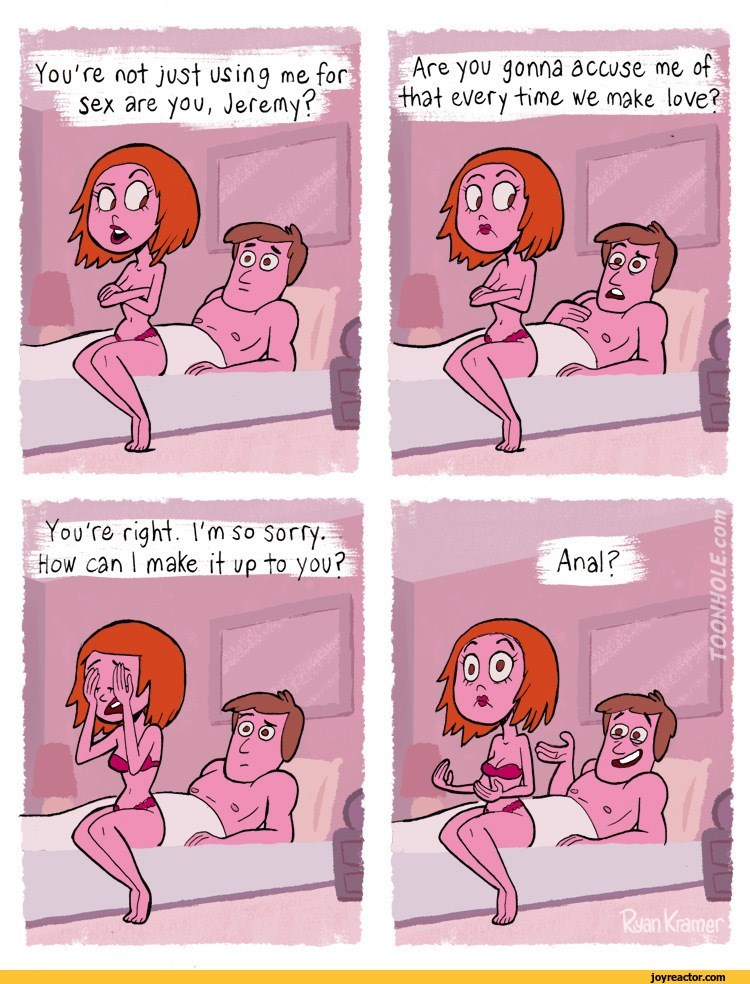 You're not just using me for
sex are you, Jeremy?
Are you gonna accuse me of
that every time we make love?
You're right. I'm so sorry.
How can I make it up to you?
Anal?
TOONHOLE.com
Ryan Kramer
joyreactor.com